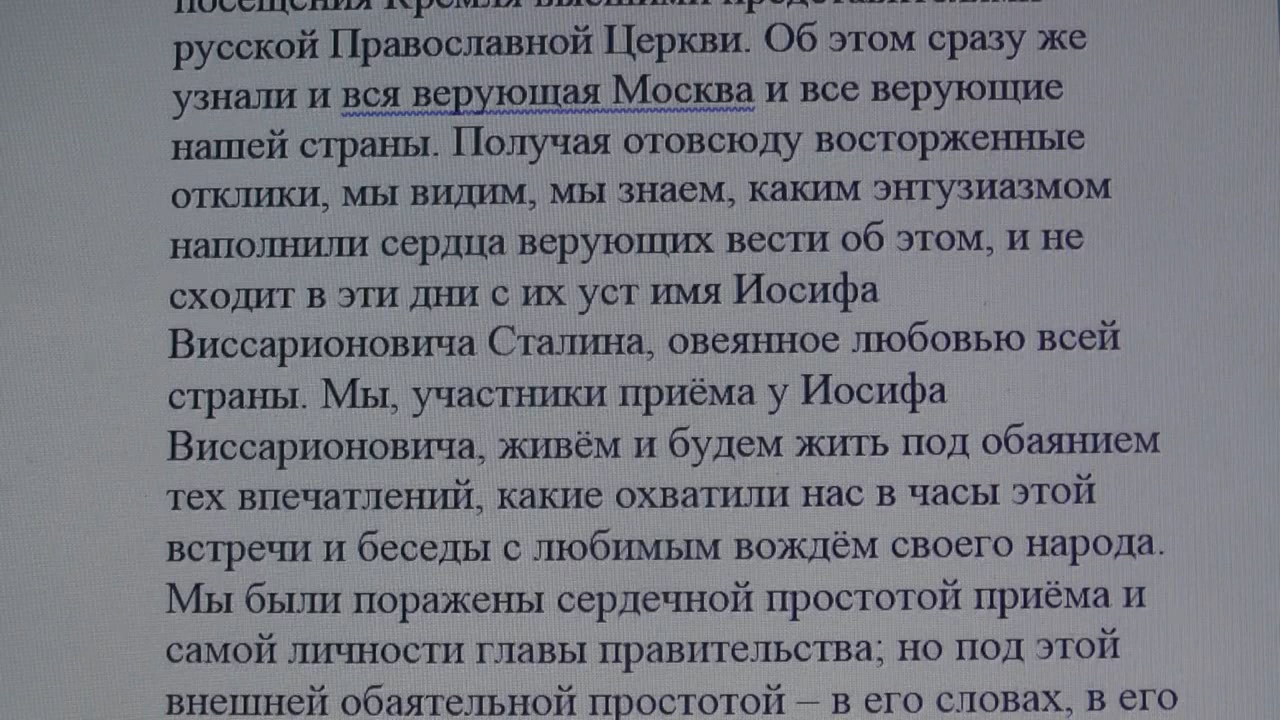 посещения Кремля высшими представителями
русской Православной Церкви. Об этом сразу же
узнали и вся верующая Москва и все верующие
нашей страны. Получая отовсюду восторженные
отклики, мы видим, мы знаем, каким энтузиазмом
наполнили сердца верующих вести об этом, и не
сходит в эти дни с их уст имя Иосифа
Виссарионовича Сталина, овеянное любовью всей
страны. Мы, участники приёма у Иосифа
Виссарионовича, живём и будем жить под обаянием
тех впечатлений, какие охватили нас в часы этой
встречи и беседы с любимым вождём своего народа.
Мы были поражены сердечной простотой приёма и
самой личности главы правительства; но под этой
внешней обаятельной простотой – в его словах, в его